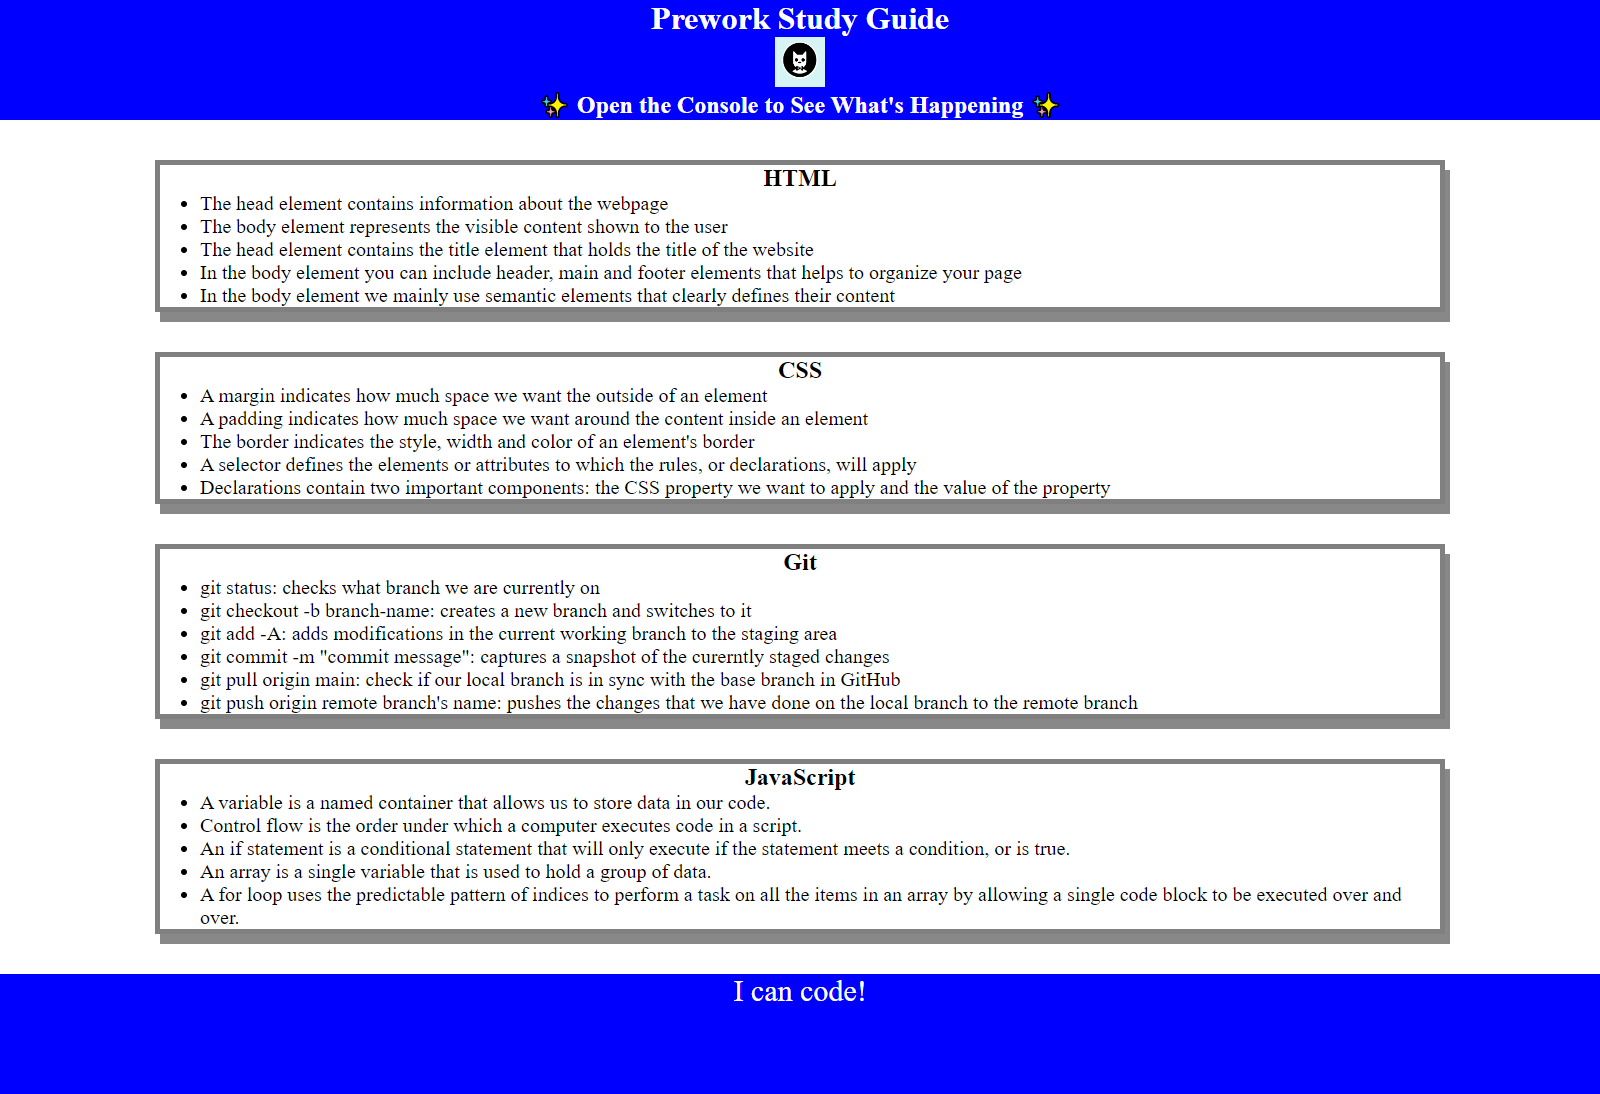 Prework Study Guide
✨ Open the Console to See What's Happening ✨
HTML
• The head element contains information about the webpage
• The body element represents the visible content shown to the user
• The head element contains the title element that holds the title of the website
• In the body element you can include header, main and footer elements that helps to organize your page
• In the body element we mainly use semantic elements that clearly defines their content
CSS
• A margin indicates how much space we want the outside of an element
• A padding indicates how much space we want around the content inside an element
• The border indicates the style, width and color of an element's border
• A selector defines the elements or attributes to which the rules, or declarations, will apply
• Declarations contain two important components: the CSS property we want to apply and the value of the property
Git
• git status: checks what branch we are currently on
• git checkout -b branch-name: creates a new branch and switches to it
• git add -A: adds modifications in the current working branch to the staging area
• git commit -m "commit message": captures a snapshot of the curerntly staged changes
• git pull origin main: check if our local branch is in sync with the base branch in GitHub
• git push origin remote branch's name: pushes the changes that we have done on the local branch to the remote branch
JavaScript
• A variable is a named container that allows us to store data in our code.
• Control flow is the order under which a computer executes code in a script.
• An if statement is a conditional statement that will only execute if the statement meets a condition, or is true.
• An array is a single variable that is used to hold a group of data.
• A for loop uses the predictable pattern of indices to perform a task on all the items in an array by allowing a single code block to be executed over and
over.
I can code!